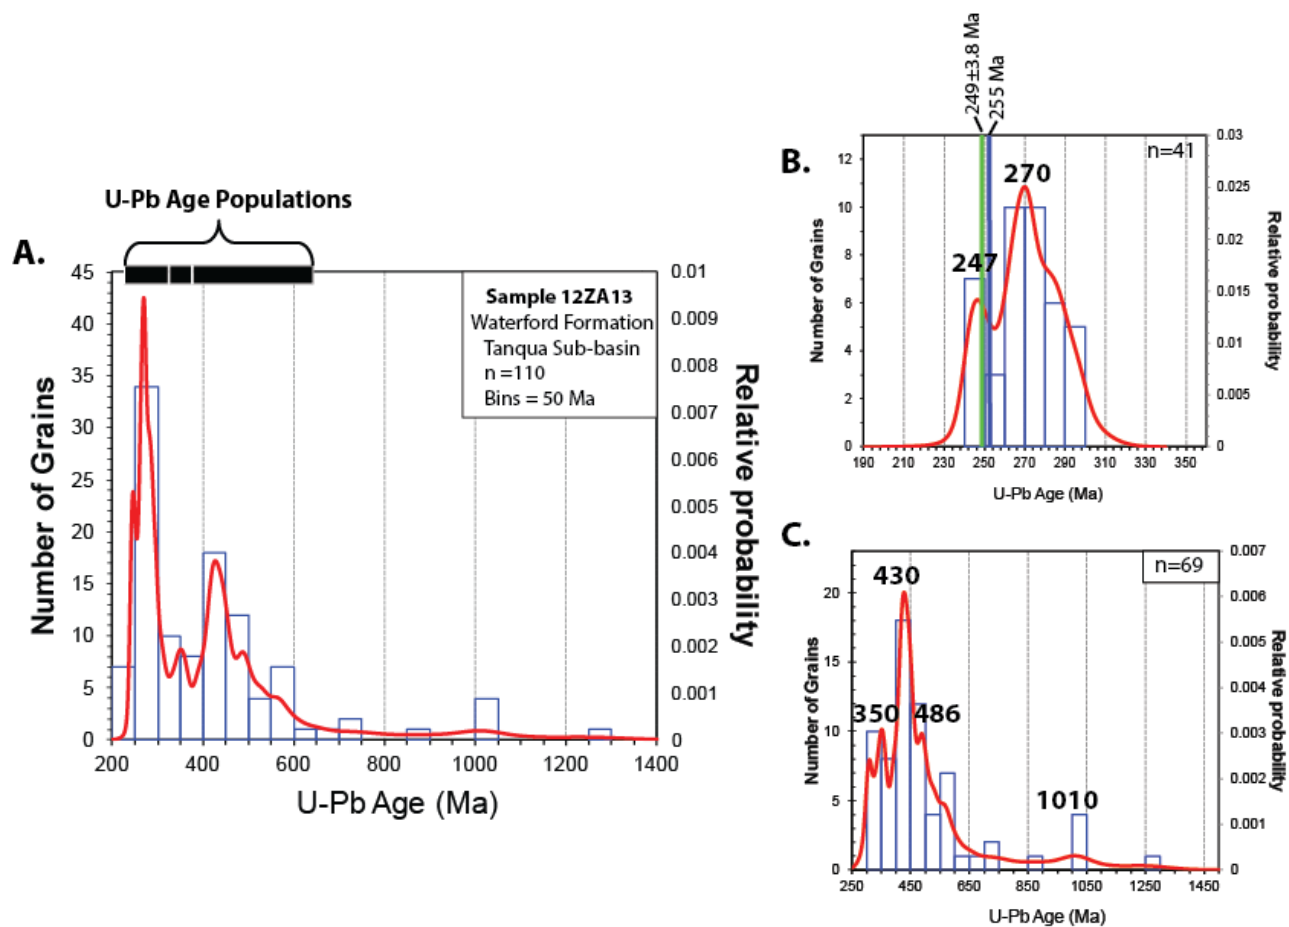 U-Pb Age Populations
A.
45
40
35
30
25
20
15
10
5
0
Number of Grains
0.01
0.009
0.008
0.007
0.006
0.005
0.004
0.003
0.002
0.001
0
Relative probability
Sample 12ZA13
Waterford Formation
Tanqua Sub-basin
n =110
Bins = 50 Ma
200 400 600 800 1000 1200 1400
U-Pb Age (Ma)
B.
249±3.8 Ma
255 Ma
n=41
270
247
12
10
8
6
4
2
0
Number of Grains
0.03
0.025
0.02
0.015
0.01
0.005
0
Relative probability
190 210 230 250 270 290 310 330 350
U-Pb Age (Ma)
C.
n=69
430
350 486
1010
20
15
10
5
0
Number of Grains
0.007
0.006
0.005
0.004
0.003
0.002
0.001
0
Relative probability
250 450 650 850 1050 1250 1450
U-Pb Age (Ma)